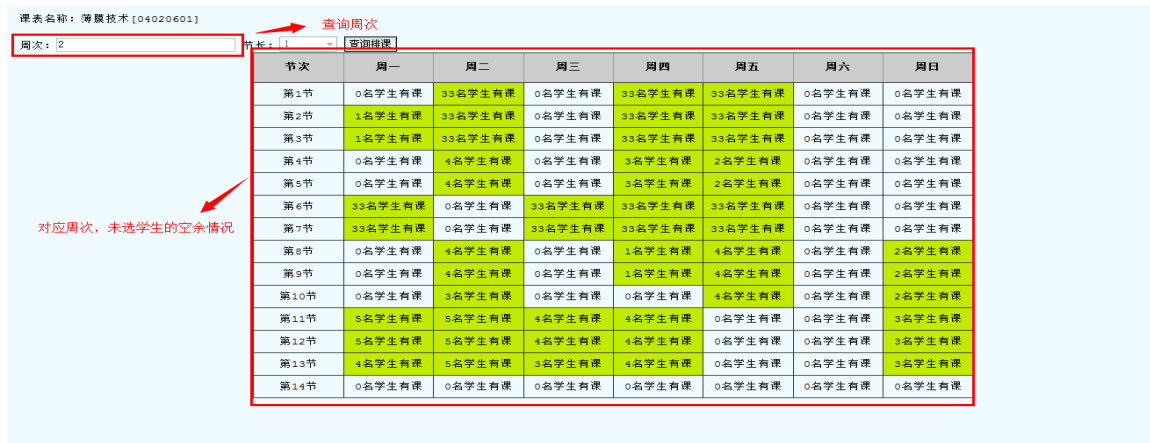 课表名称：薄膜技术[04020601]
查询周次
周次：2 节长：1 查询排课
节次 周一 周二 周三 周四 周五 周六 周日
第1节 0名学生有课 33名学生有课 0名学生有课 33名学生有课 33名学生有课 0名学生有课 0名学生有课
第2节 1名学生有课 33名学生有课 0名学生有课 33名学生有课 33名学生有课 0名学生有课 0名学生有课
第3节 1名学生有课 33名学生有课 0名学生有课 33名学生有课 33名学生有课 0名学生有课 0名学生有课
第4节 0名学生有课 4名学生有课 0名学生有课 3名学生有课 2名学生有课 0名学生有课 0名学生有课
第5节 0名学生有课 4名学生有课 0名学生有课 3名学生有课 2名学生有课 0名学生有课 0名学生有课
第6节 33名学生有课 0名学生有课 33名学生有课 33名学生有课 33名学生有课 0名学生有课 0名学生有课
对应周次，未选学生的空余情况
第7节 33名学生有课 0名学生有课 33名学生有课 33名学生有课 33名学生有课 0名学生有课 0名学生有课
第8节 0名学生有课 4名学生有课 0名学生有课 1名学生有课 4名学生有课 0名学生有课 2名学生有课
第9节 0名学生有课 4名学生有课 0名学生有课 1名学生有课 4名学生有课 0名学生有课 2名学生有课
第10节 0名学生有课 3名学生有课 0名学生有课 0名学生有课 4名学生有课 0名学生有课 2名学生有课
第11节 5名学生有课 5名学生有课 4名学生有课 4名学生有课 0名学生有课 0名学生有课 3名学生有课
第12节 5名学生有课 5名学生有课 4名学生有课 4名学生有课 0名学生有课 0名学生有课 3名学生有课
第13节 4名学生有课 5名学生有课 3名学生有课 4名学生有课 0名学生有课 0名学生有课 3名学生有课
第14节 0名学生有课 0名学生有课 0名学生有课 0名学生有课 0名学生有课 0名学生有课 0名学生有课